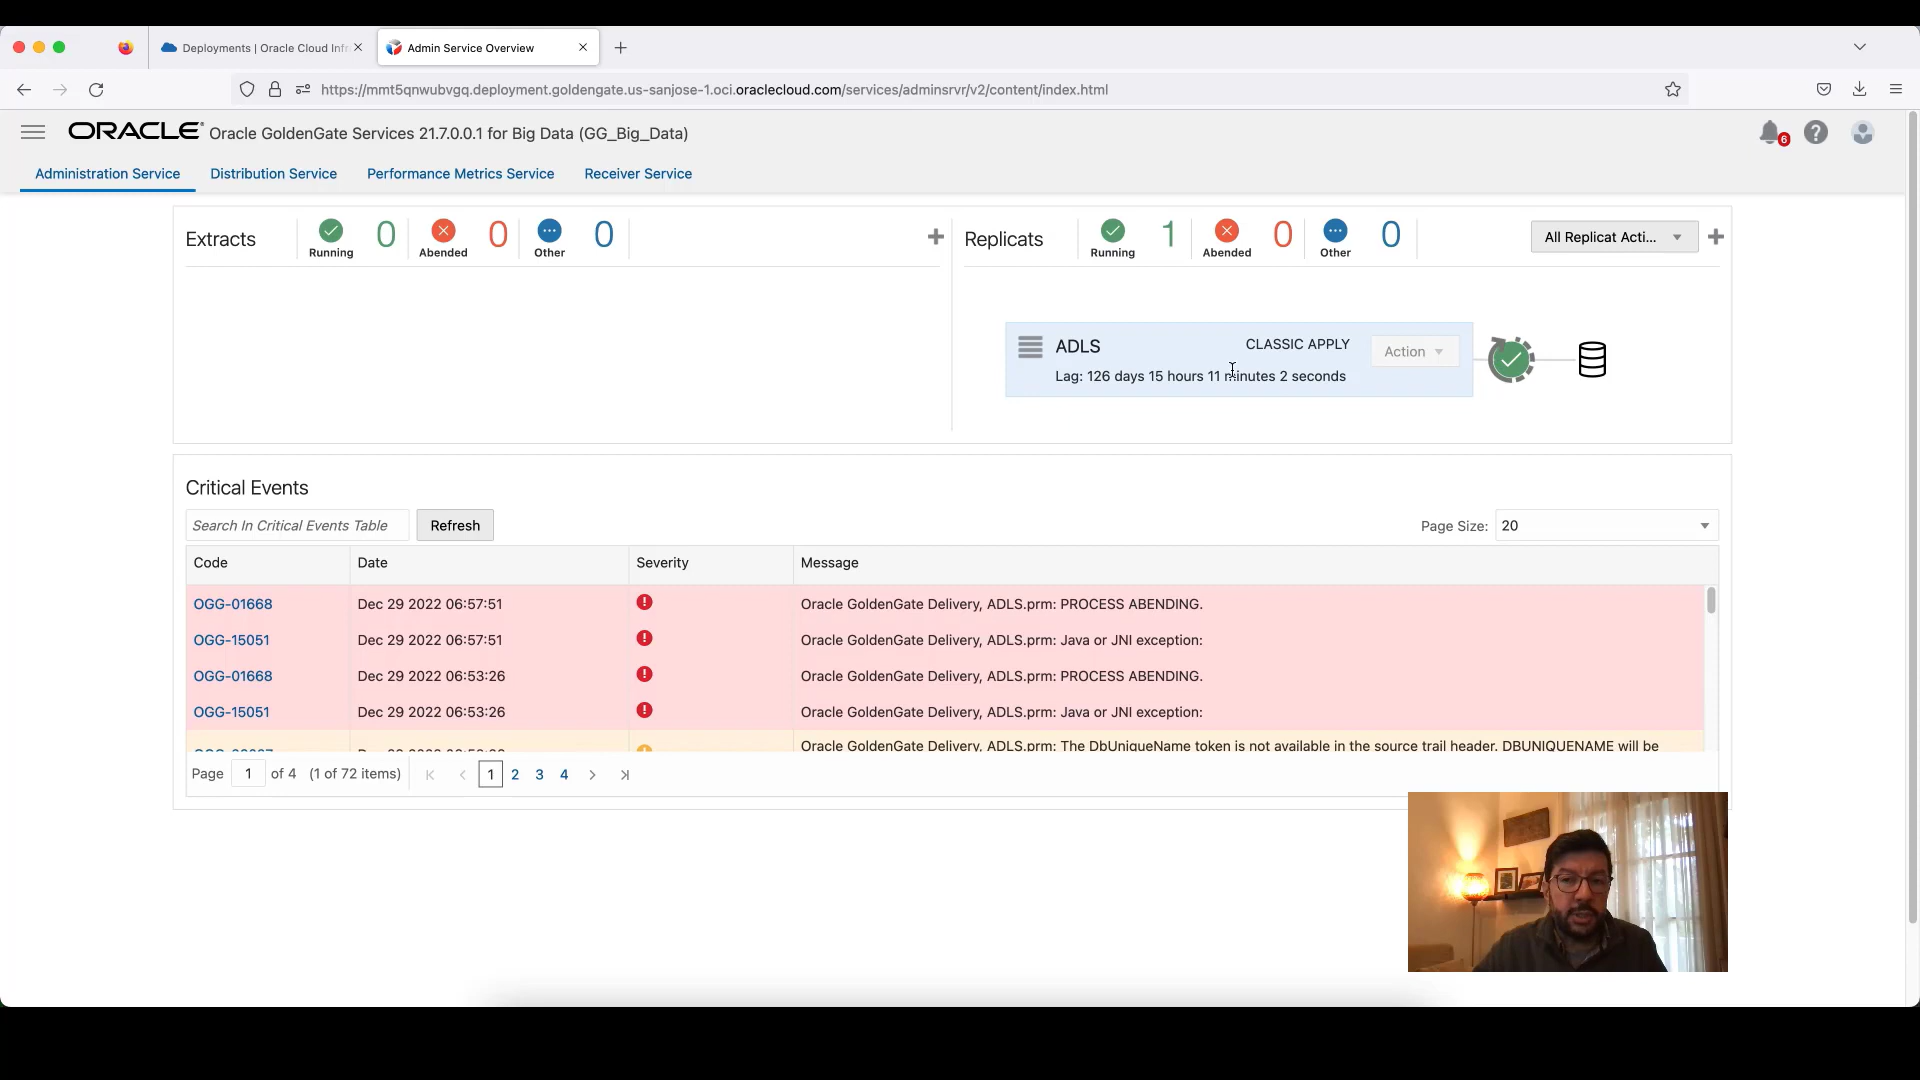 Deployments | Oracle Cloud Infr
Admin Service Overview
https://mmt5qnwubvgq.deployment.goldengate.us-sanjose-1.oci.oraclecloud.com/services/adminsrvr/v2/content/index.html
ORACLE Oracle GoldenGate Services 21.7.0.0.1 for Big Data (GG_Big_Data)
6
Administration Service Distribution Service Performance Metrics Service Receiver Service
Extracts Running 0 Abended 0 Other 0
Replicats Running 1 Abended 0 Other 0 All Replicat Acti...
ADLS CLASSIC APPLY Action
Lag: 126 days 15 hours 11 minutes 2 seconds
Critical Events
Search In Critical Events Table Refresh Page Size: 20
Code Date Severity Message
OGG-01668 Dec 29 2022 06:57:51 Oracle GoldenGate Delivery, ADLS.prm: PROCESS ABENDING.
OGG-15051 Dec 29 2022 06:57:51 Oracle GoldenGate Delivery, ADLS.prm: Java or JNI exception:
OGG-01668 Dec 29 2022 06:53:26 Oracle GoldenGate Delivery, ADLS.prm: PROCESS ABENDING.
OGG-15051 Dec 29 2022 06:53:26 Oracle GoldenGate Delivery, ADLS.prm: Java or JNI exception:
Oracle GoldenGate Delivery, ADLS.prm: The DbUniqueName token is not available in the source trail header. DBUNIQUENAME will be
Page 1 of 4 (1 of 72 items) 1 2 3 4